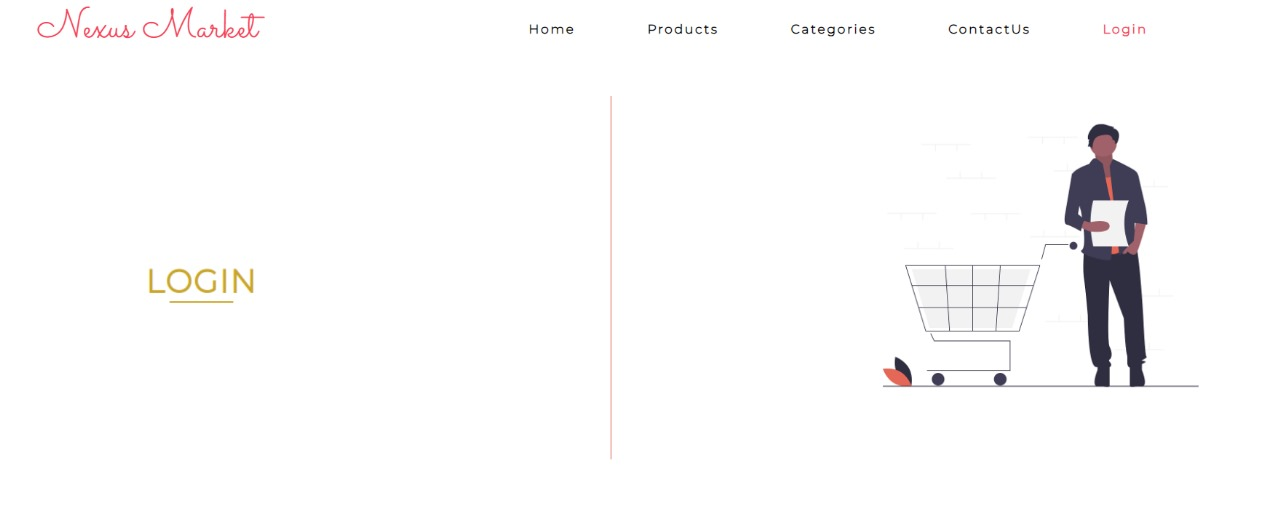 Nexus Market
Home Products Categories ContactUs Login
LOGIN